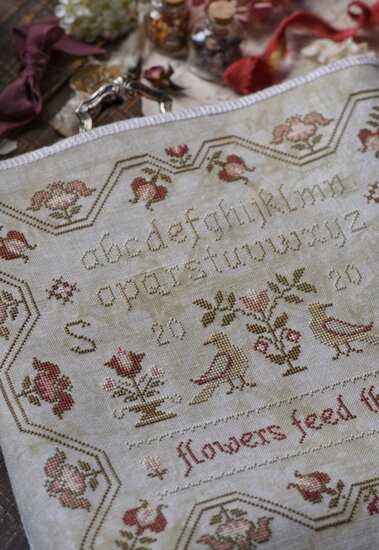 abcdefghijklmn
opqrstuvwxyz
S 20 20
flowers feed